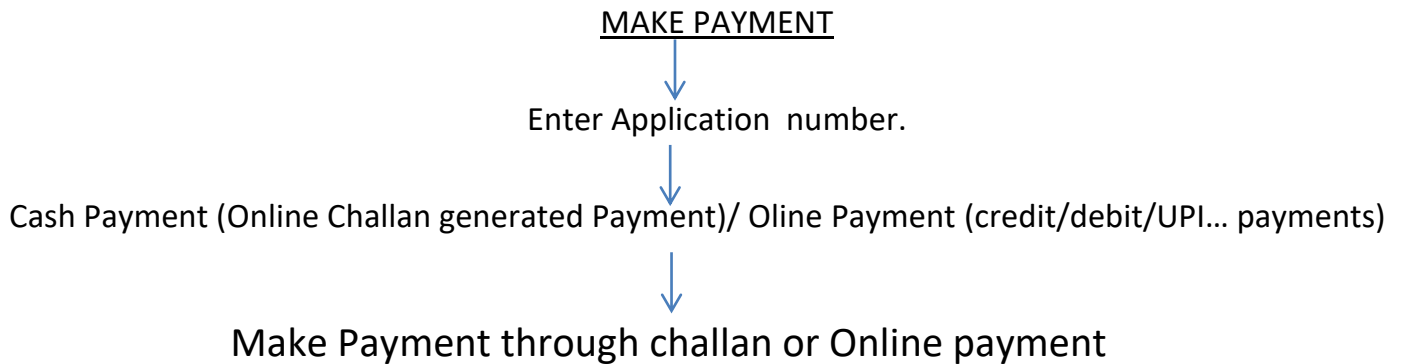 MAKE PAYMENT
Enter Application number.
Cash Payment (Online Challan generated Payment)/ Oline Payment (credit/debit/UPI... payments)
Make Payment through challan or Online payment